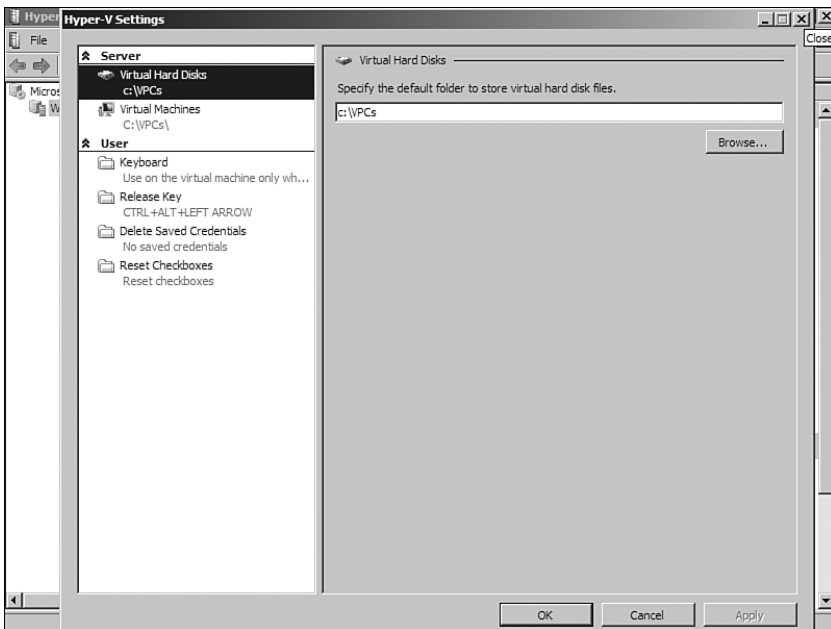 Hyper
Hyper-V Settings
File
Close
Micros
W
Server
Virtual Hard Disks
c:\VPCs
Virtual Machines
C:\VPCs\
User
Keyboard
Use on the virtual machine only wh...
Release Key
CTRL+ALT+LEFT ARROW
Delete Saved Credentials
No saved credentials
Reset Checkboxes
Reset checkboxes
Virtual Hard Disks
Specify the default folder to store virtual hard disk files.
c:\VPCs
Browse...
OK
Cancel
Apply